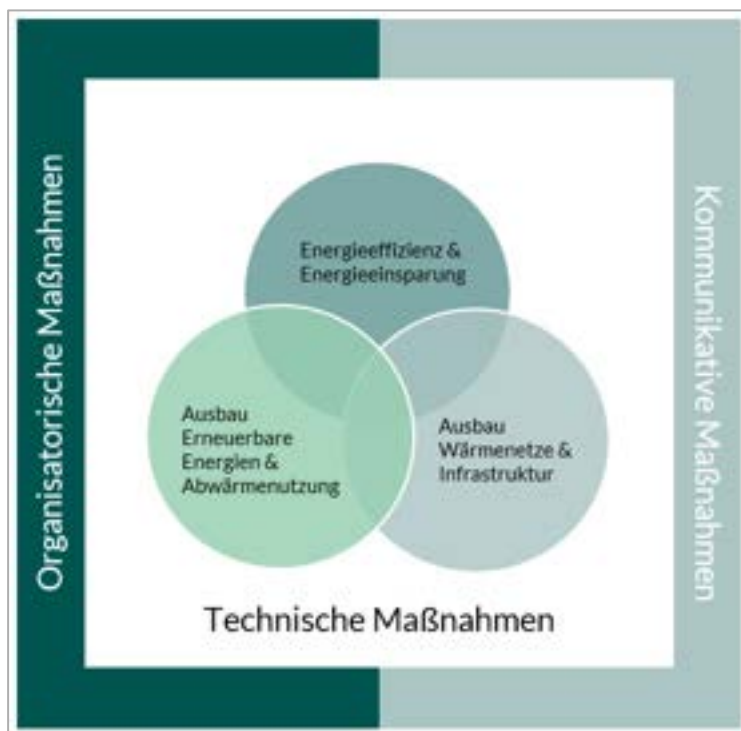 Organisatorische Maßnahmen
Kommunikative Maßnahmen
Energieeffizienz &
Energieeinsparung
Ausbau
Erneuerbare
Energien &
Abwärmenutzung
Ausbau
Wärmenetze &
Infrastruktur
Technische Maßnahmen